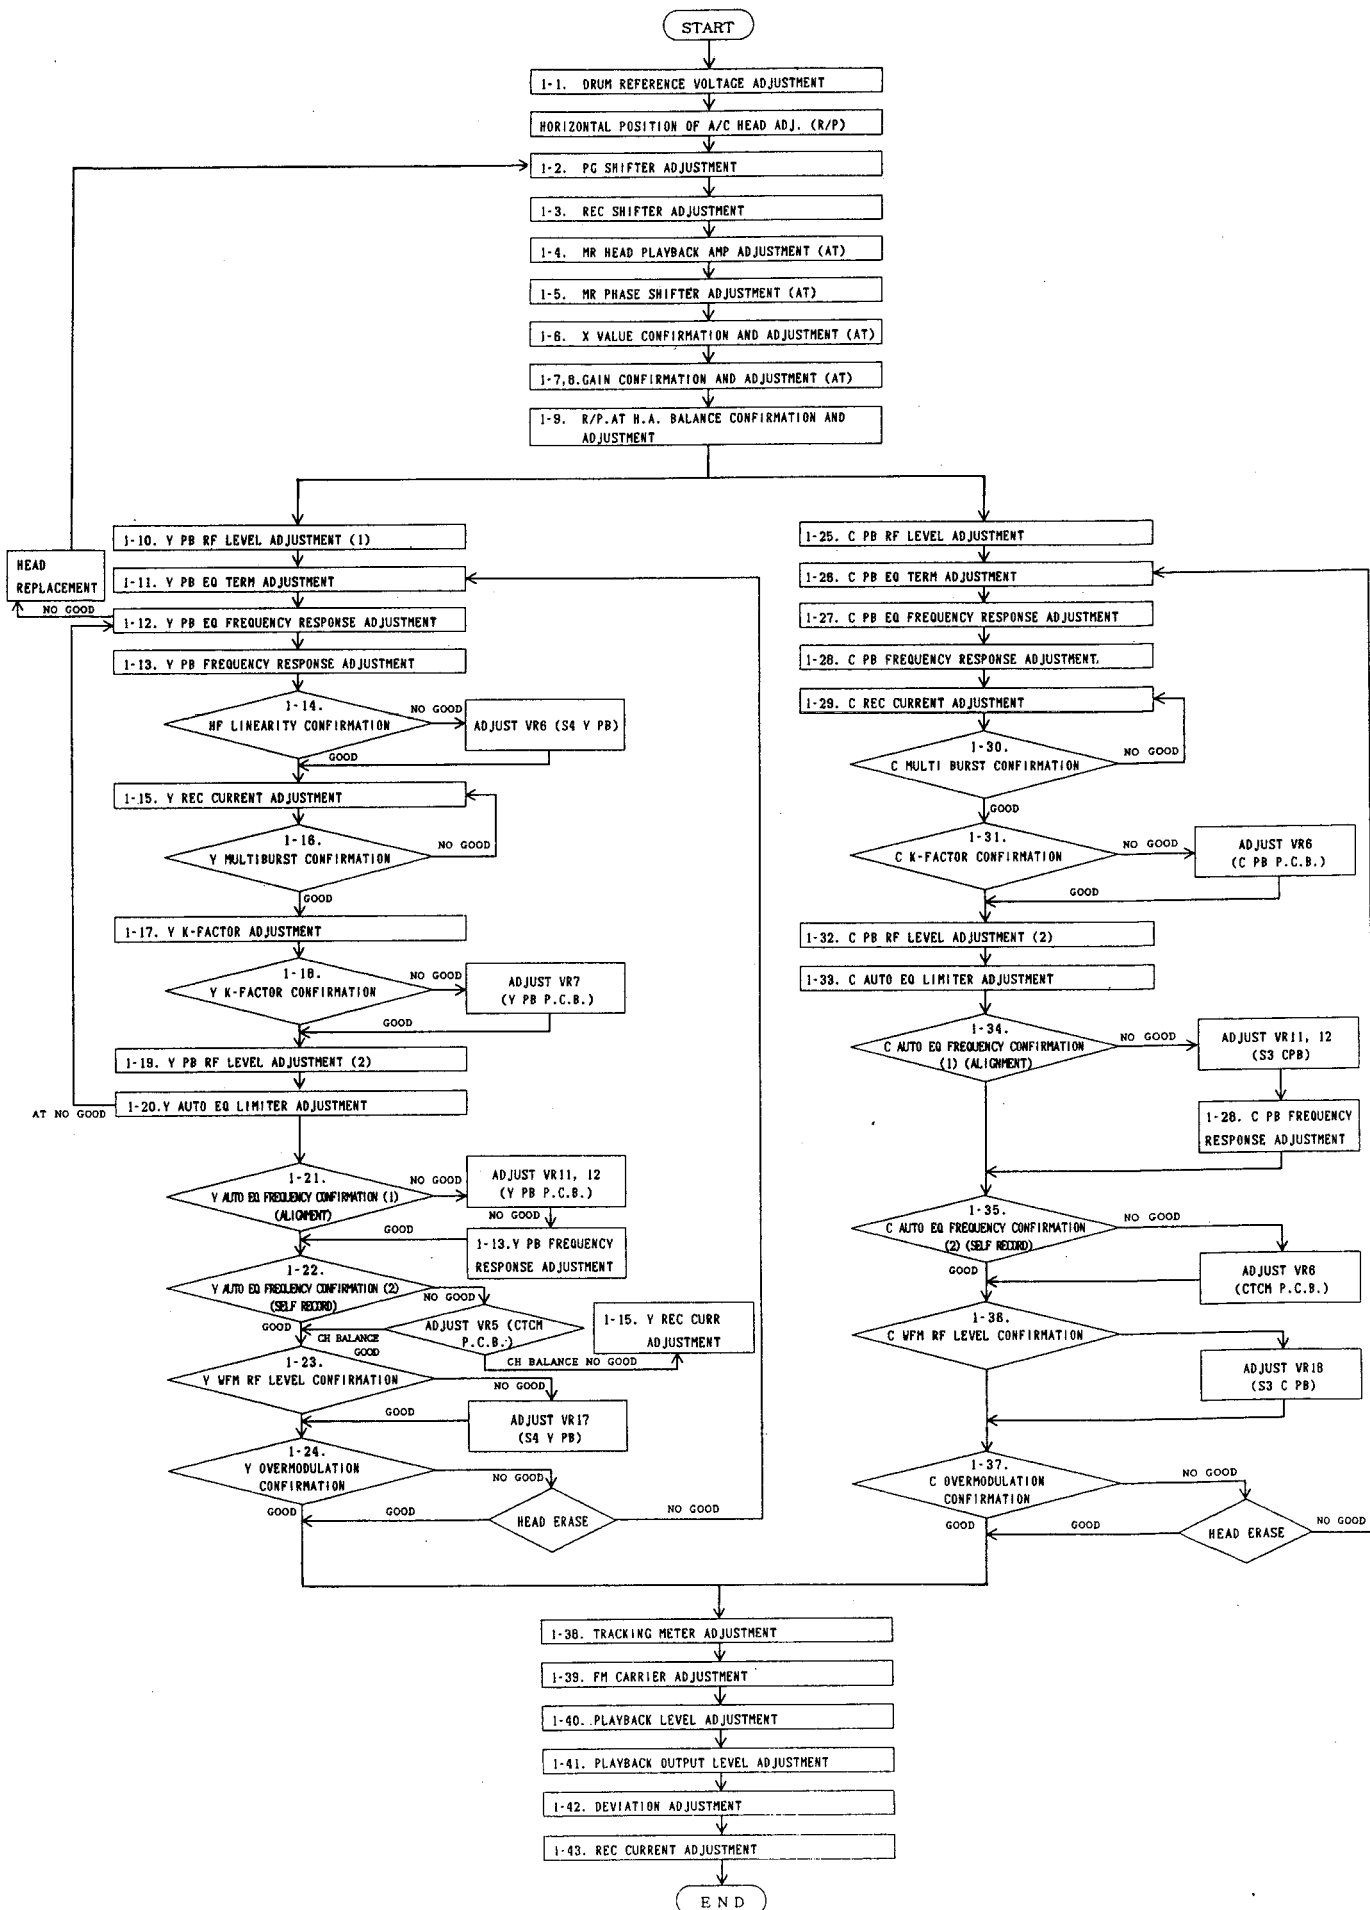 START
1-1. DRUM REFERENCE VOLTAGE ADJUSTMENT
HORIZONTAL POSITION OF A/C HEAD ADJ. (R/P)
1-2. PG SHIFTER ADJUSTMENT
1-3. REC SHIFTER ADJUSTMENT
1-4. MR HEAD PLAYBACK AMP ADJUSTMENT (AT)
1-5. MR PHASE SHIFTER ADJUSTMENT (AT)
1-6. X VALUE CONFIRMATION AND ADJUSTMENT (AT)
1-7,8.GAIN CONFIRMATION AND ADJUSTMENT (AT)
1-9. R/P.AT H.A. BALANCE CONFIRMATION AND
ADJUSTMENT
HEAD
REPLACEMENT
NO GOOD
1-10. Y PB RF LEVEL ADJUSTMENT (1)
1-11. Y PB EQ TERM ADJUSTMENT
1-12. Y PB EQ FREQUENCY RESPONSE ADJUSTMENT
1-13. Y PB FREQUENCY RESPONSE ADJUSTMENT
1-14.
HF LINEARITY CONFIRMATION
NO GOOD
ADJUST VR6 (S4 Y PB)
GOOD
1-15. Y REC CURRENT ADJUSTMENT
1-16.
Y MULTIBURST CONFIRMATION
NO GOOD
GOOD
1-17. Y K-FACTOR ADJUSTMENT
1-18.
Y K-FACTOR CONFIRMATION
NO GOOD
ADJUST VR7
(Y PB P.C.B.)
GOOD
1-19. Y PB RF LEVEL ADJUSTMENT (2)
1-20.Y AUTO EQ LIMITER ADJUSTMENT
AT NO GOOD
1-21.
Y AUTO EQ FREQUENCY CONFIRMATION (1)
(ALIGNMENT)
NO GOOD
ADJUST VR11, 12
(Y PB P.C.B.)
NO GOOD
GOOD
1-13.Y PB FREQUENCY
RESPONSE ADJUSTMENT
1-22.
Y AUTO EQ FREQUENCY CONFIRMATION (2)
(SELF RECORD)
NO GOOD
GOOD
ADJUST VR5 (CTCM
P.C.B.)
CH BALANCE
GOOD
CH BALANCE NO GOOD
1-15. Y REC CURR
ADJUSTMENT
1-23.
Y WFM RF LEVEL CONFIRMATION
NO GOOD
GOOD
ADJUST VR17
(S4 Y PB)
1-24.
Y OVERMODULATION
CONFIRMATION
NO GOOD
GOOD
GOOD
HEAD ERASE
NO GOOD
1-25. C PB RF LEVEL ADJUSTMENT
1-26. C PB EQ TERM ADJUSTMENT
1-27. C PB EQ FREQUENCY RESPONSE ADJUSTMENT
1-28. C PB FREQUENCY RESPONSE ADJUSTMENT.
1-29. C REC CURRENT ADJUSTMENT
1-30.
C MULTI BURST CONFIRMATION
NO GOOD
GOOD
1-31.
C K-FACTOR CONFIRMATION
NO GOOD
ADJUST VR6
(C PB P.C.B.)
GOOD
1-32. C PB RF LEVEL ADJUSTMENT (2)
1-33. C AUTO EQ LIMITER ADJUSTMENT
1-34.
C AUTO EQ FREQUENCY CONFIRMATION
(1) (ALIGNMENT)
NO GOOD
ADJUST VR11, 12
(S3 CPB)
1-28. C PB FREQUENCY
RESPONSE ADJUSTMENT
1-35.
C AUTO EQ FREQUENCY CONFIRMATION
(2) (SELF RECORD)
NO GOOD
GOOD
ADJUST VR6
(CTCM P.C.B.)
1-36.
C WFM RF LEVEL CONFIRMATION
ADJUST VR18
(S3 C PB)
1-37.
C OVERMODULATION
CONFIRMATION
NO GOOD
GOOD
GOOD
HEAD ERASE
NO GOOD
1-38. TRACKING METER ADJUSTMENT
1-39. FM CARRIER ADJUSTMENT
1-40. PLAYBACK LEVEL ADJUSTMENT
1-41. PLAYBACK OUTPUT LEVEL ADJUSTMENT
1-42. DEVIATION ADJUSTMENT
1-43. REC CURRENT ADJUSTMENT
END